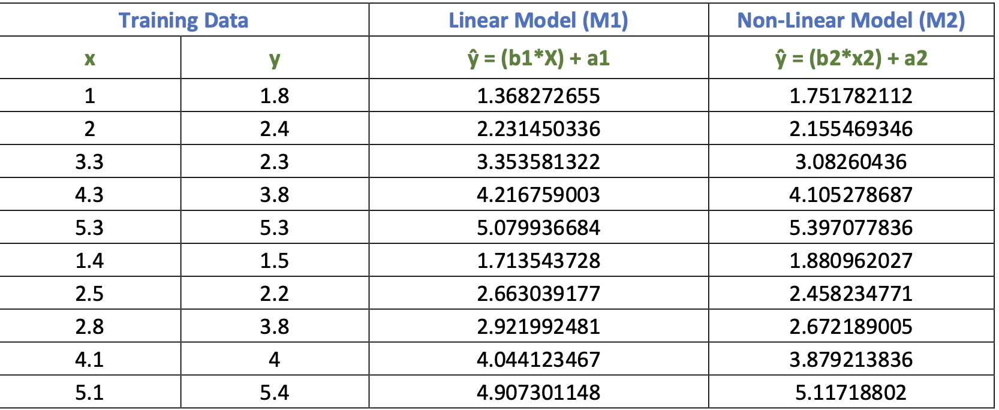 Training Data Linear Model (M1) Non-Linear Model (M2)
x y ŷ = (b1*X) + a1 ŷ = (b2*x2) + a2
1 1.8 1.368272655 1.751782112
2 2.4 2.231450336 2.155469346
3.3 2.3 3.353581322 3.08260436
4.3 3.8 4.216759003 4.105278687
5.3 5.3 5.079936684 5.397077836
1.4 1.5 1.713543728 1.880962027
2.5 2.2 2.663039177 2.458234771
2.8 3.8 2.921992481 2.672189005
4.1 4 4.044123467 3.879213836
5.1 5.4 4.907301148 5.11718802